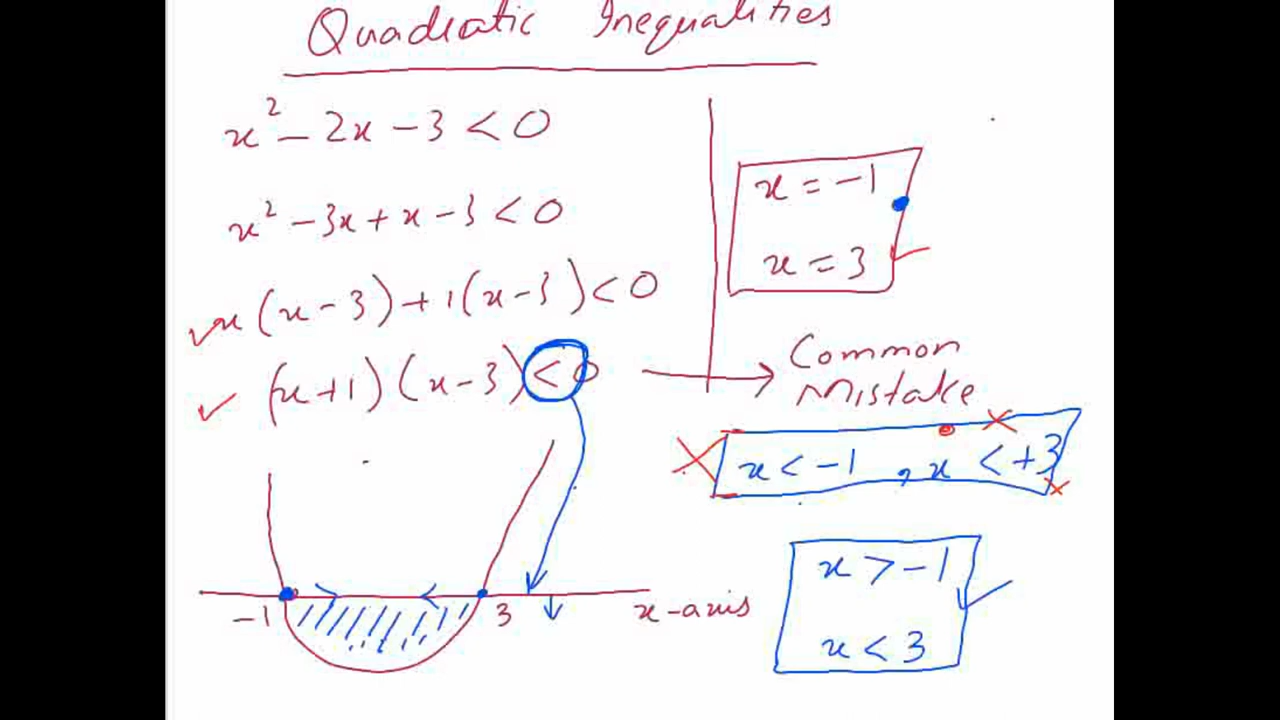 Quadratic Inequalities
x² - 2x - 3 < 0
x² - 3x + x - 3 < 0
x(x - 3) + 1(x - 3) < 0
(x+1)(x-3) < 0
x = -1
x = 3
Common
Mistake
x < -1 , x < +3
x > -1
x < 3
-1
3
x-axis